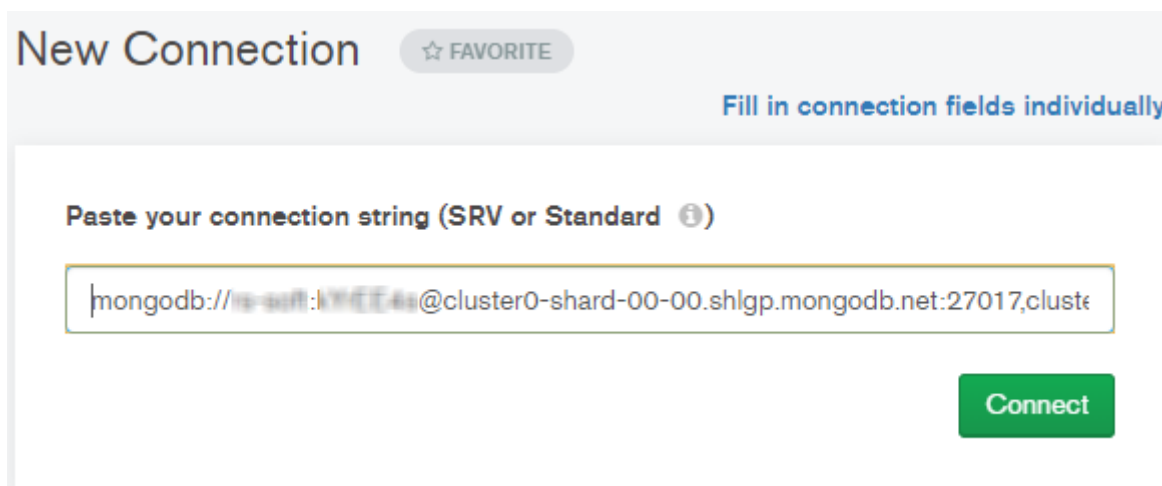 New Connection ☆ FAVORITE
Fill in connection fields individually
Paste your connection string (SRV or Standard )
mongodb:// : @cluster0-shard-00-00.shlgp.mongodb.net:27017,cluste
Connect